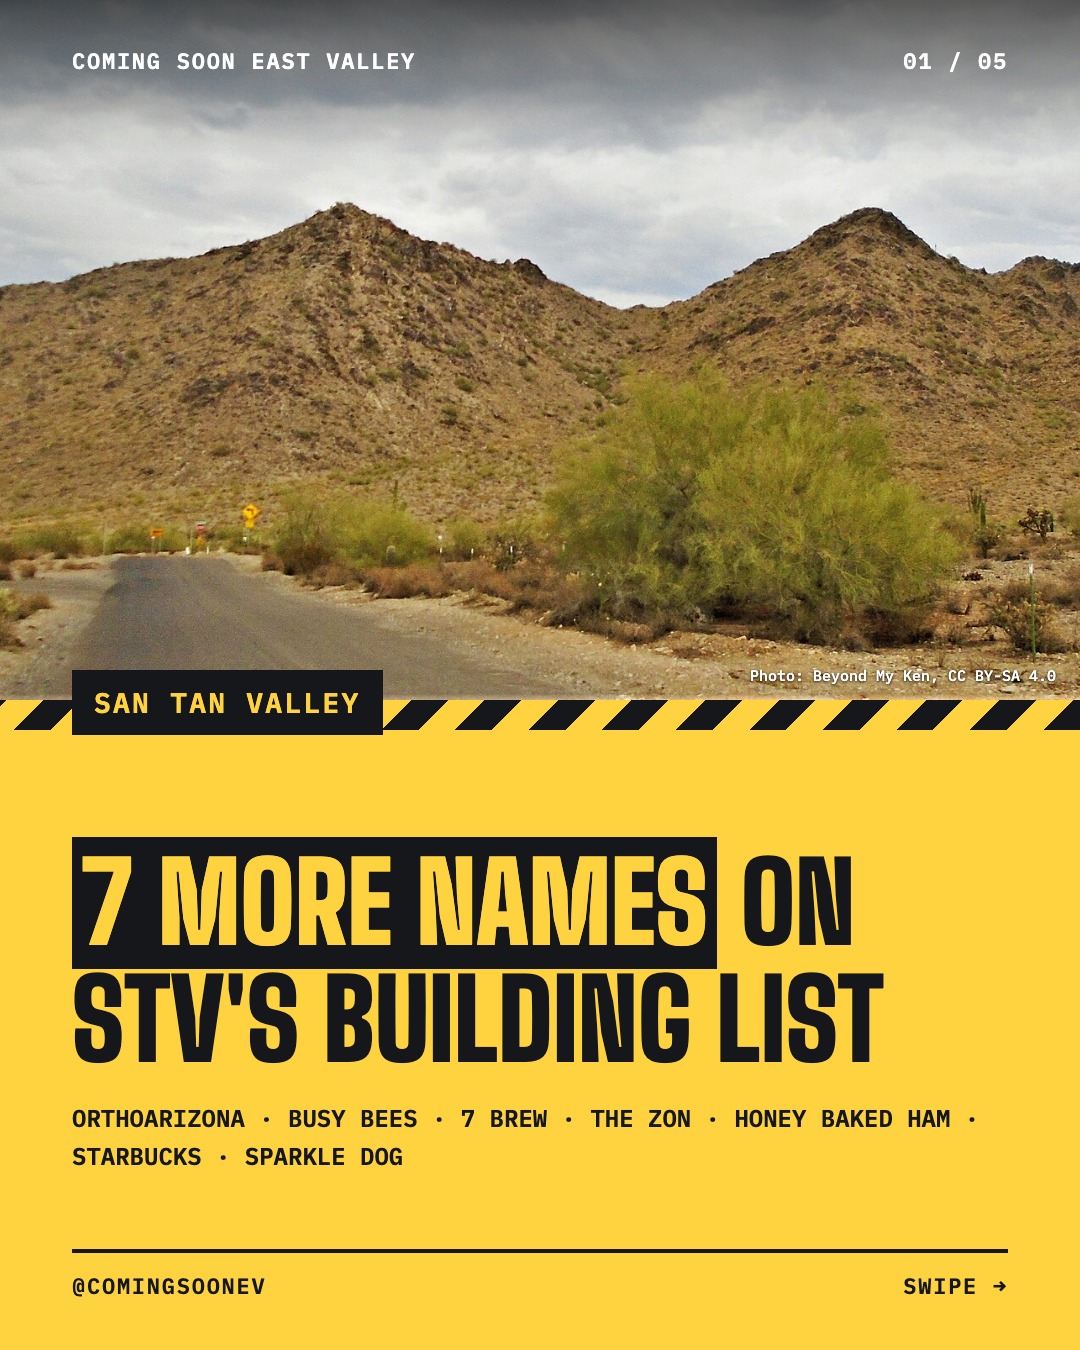 COMING SOON EAST VALLEY
01 / 05
Photo: Beyond My Ken, CC BY-SA 4.0
SAN TAN VALLEY
7 MORE NAMES ON
STV'S BUILDING LIST
ORTHOARIZONA · BUSY BEES · 7 BREW · THE ZON · HONEY BAKED HAM ·
STARBUCKS · SPARKLE DOG
@COMINGSOONEV
SWIPE →